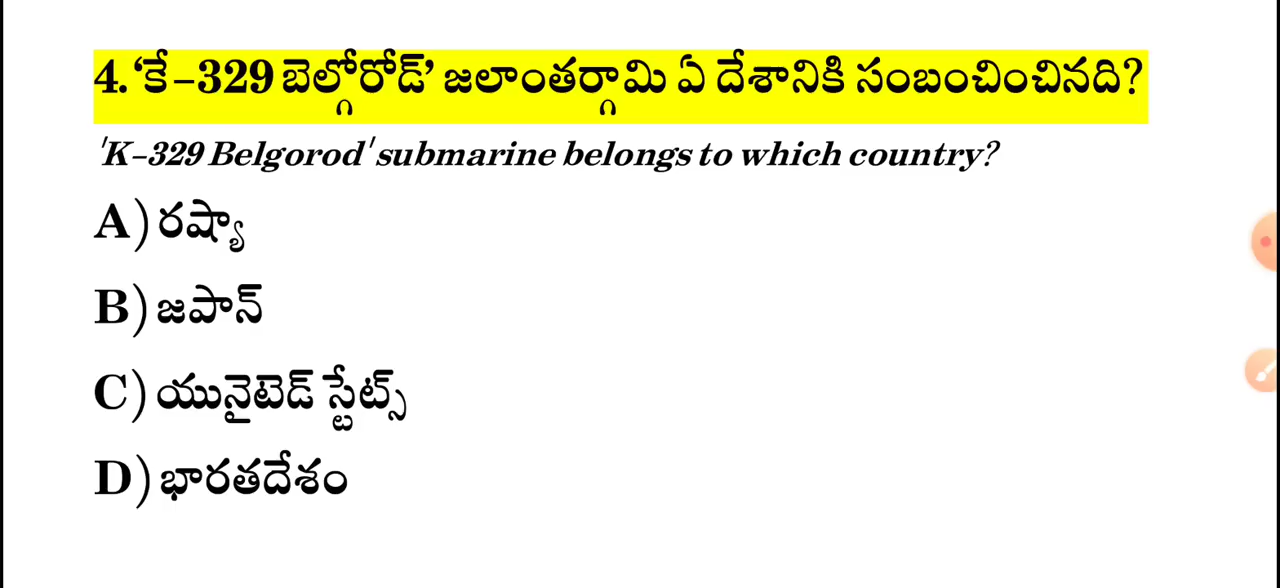 4. ‘కే–329 బెల్గోరోడ్’ జలాంతర్గామి ఏ దేశానికి సంబంచించినది?
'K–329 Belgorod' submarine belongs to which country?
A) రష్యా
B) జపాన్
C) యునైటెడ్ స్టేట్స్
D) భారతదేశం